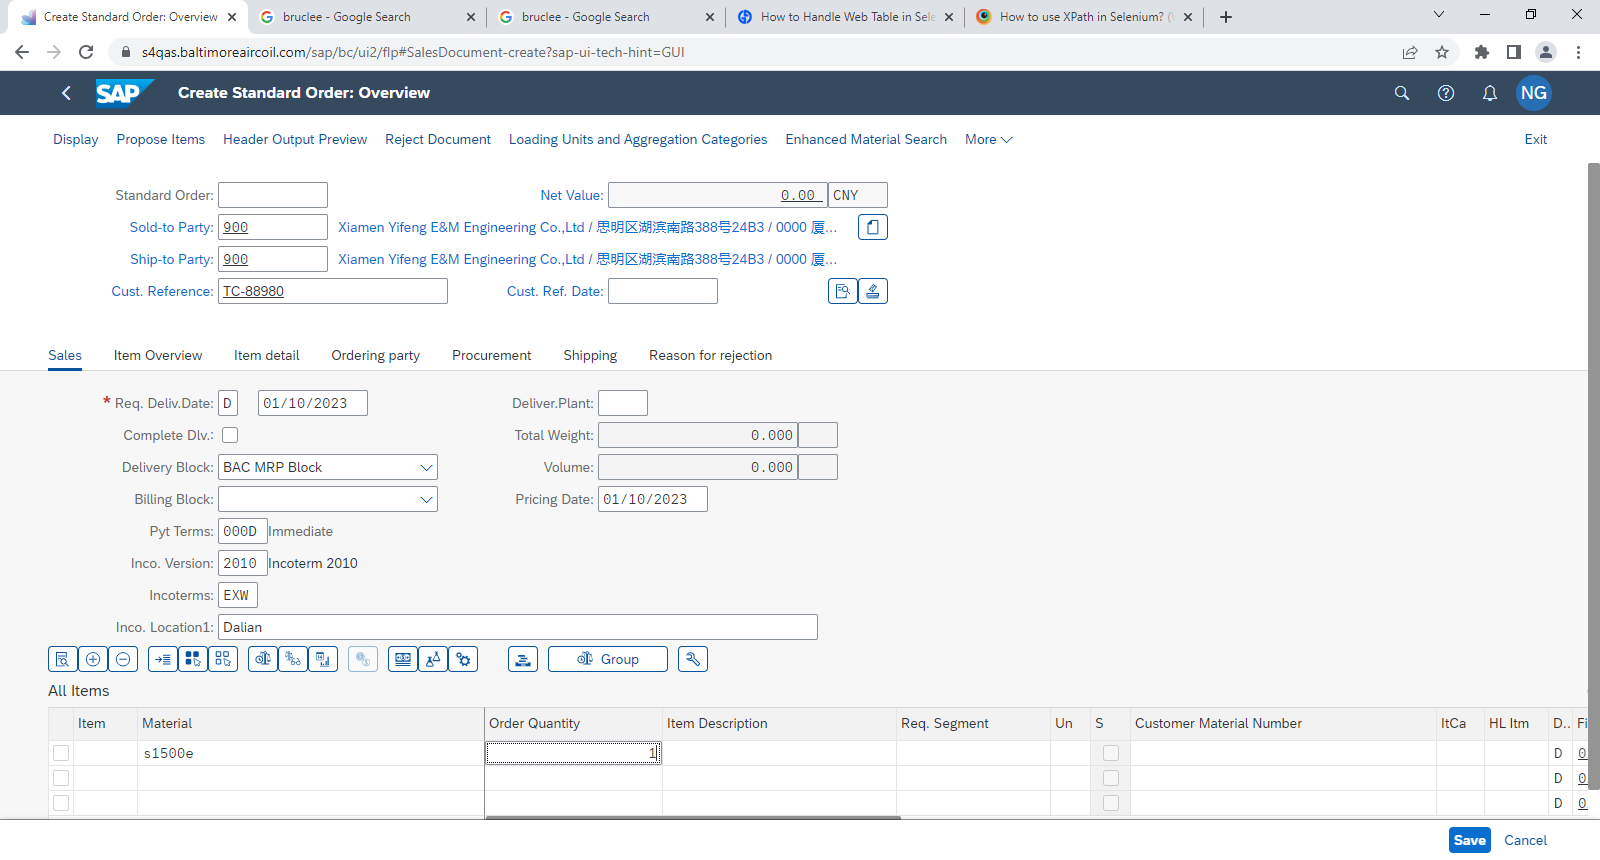 Create Standard Order: Overview
bruclee - Google Search
bruclee - Google Search
How to Handle Web Table in Sele
How to use XPath in Selenium? (
s4qas.baltimoreaircoil.com/sap/bc/ui2/flp#SalesDocument-create?sap-ui-tech-hint=GUI
SAP Create Standard Order: Overview NG
Display Propose Items Header Output Preview Reject Document Loading Units and Aggregation Categories Enhanced Material Search More Exit
Standard Order: Net Value: 0.00 CNY
Sold-to Party: 900 Xiamen Yifeng E&M Engineering Co.,Ltd / 思明区湖滨南路388号24B3 / 0000 厦...
Ship-to Party: 900 Xiamen Yifeng E&M Engineering Co.,Ltd / 思明区湖滨南路388号24B3 / 0000 厦...
Cust. Reference: TC-88980 Cust. Ref. Date:
Sales Item Overview Item detail Ordering party Procurement Shipping Reason for rejection
* Req. Deliv.Date: D 01/10/2023 Deliver.Plant:
Complete Dlv.: Total Weight: 0.000
Delivery Block: BAC MRP Block Volume: 0.000
Billing Block: Pricing Date: 01/10/2023
Pyt Terms: 000D Immediate
Inco. Version: 2010 Incoterm 2010
Incoterms: EXW
Inco. Location1: Dalian
Group
All Items
Item Material Order Quantity Item Description Req. Segment Un S Customer Material Number ItCa HL Itm D.. Fi
s1500e 1 D 0
D 0
D 0
Save Cancel